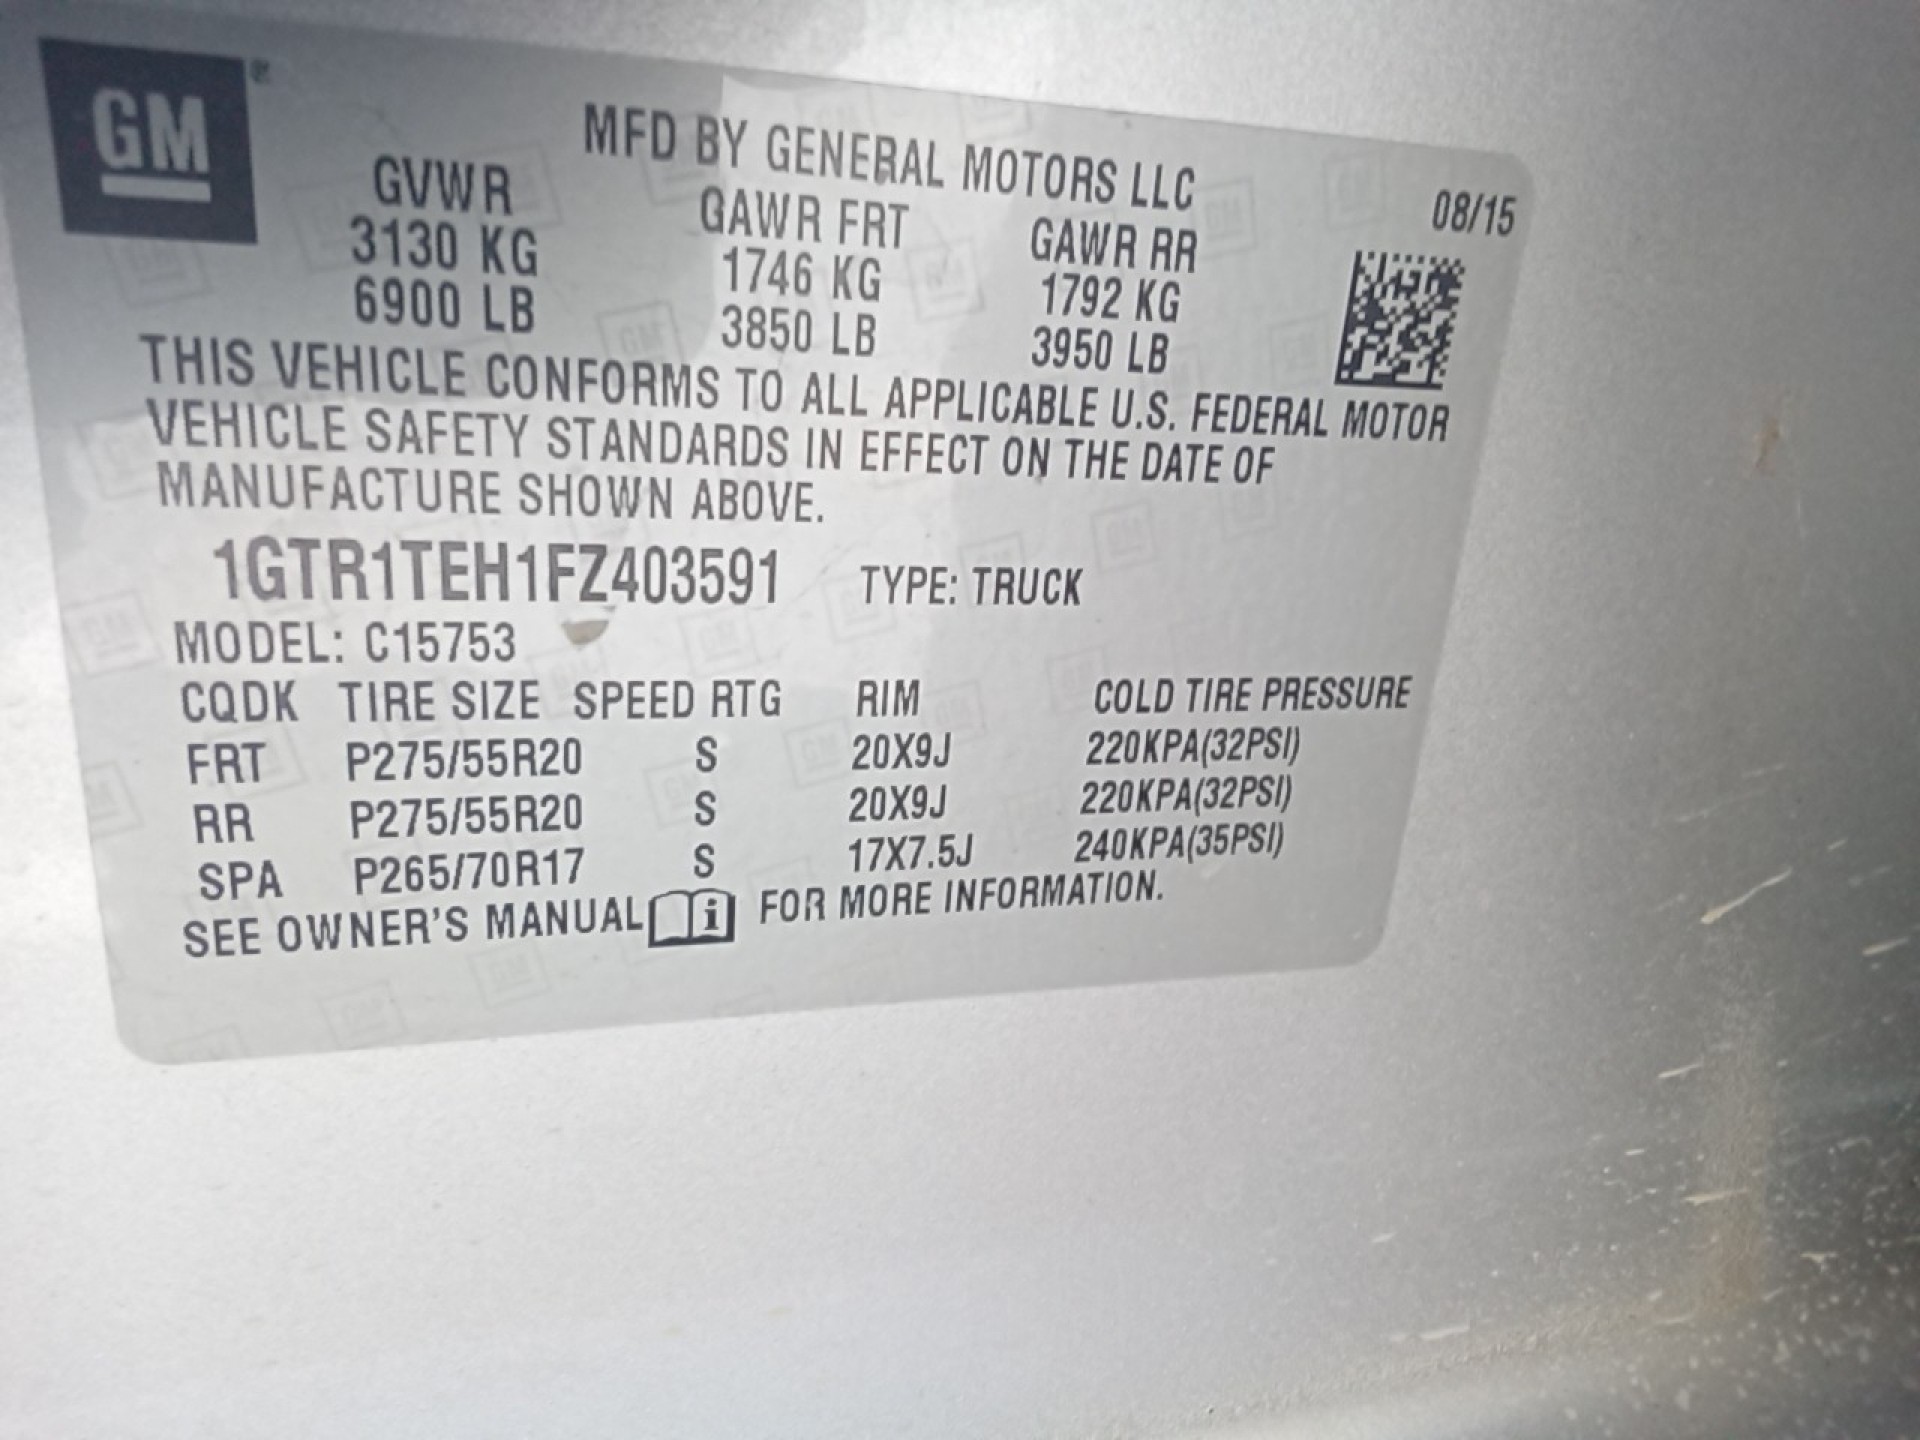 GM
MFD BY GENERAL MOTORS LLC
08/15
GVWR GAWR FRT GAWR RR
3130 KG 1746 KG 1792 KG
6900 LB 3850 LB 3950 LB
THIS VEHICLE CONFORMS TO ALL APPLICABLE U.S. FEDERAL MOTOR
VEHICLE SAFETY STANDARDS IN EFFECT ON THE DATE OF
MANUFACTURE SHOWN ABOVE.
1GTR1TEH1FZ403591 TYPE: TRUCK
MODEL: C15753
CQDK TIRE SIZE SPEED RTG RIM COLD TIRE PRESSURE
FRT P275/55R20 S 20X9J 220KPA(32PSI)
RR P275/55R20 S 20X9J 220KPA(32PSI)
SPA P265/70R17 S 17X7.5J 240KPA(35PSI)
SEE OWNER'S MANUAL i FOR MORE INFORMATION.